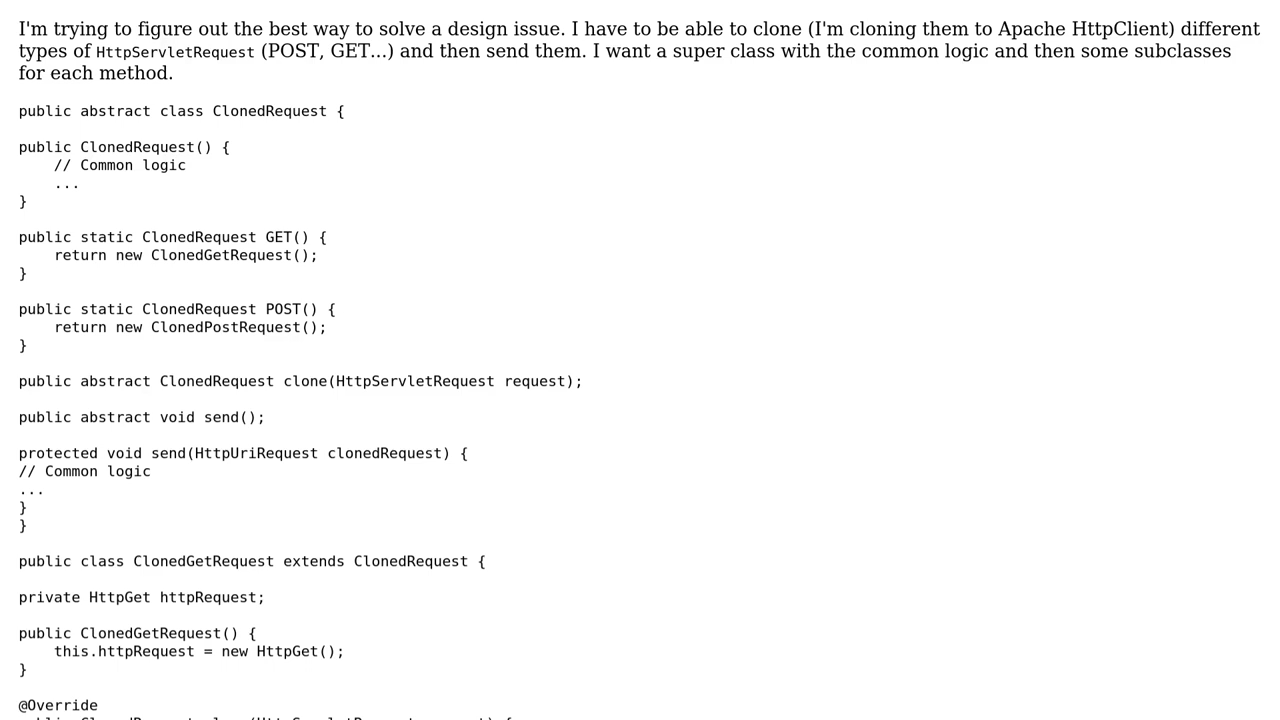 I'm trying to figure out the best way to solve a design issue. I have to be able to clone (I'm cloning them to Apache HttpClient) different
types of HttpServletRequest (POST, GET...) and then send them. I want a super class with the common logic and then some subclasses
for each method.
public abstract class ClonedRequest {
public ClonedRequest() {
    // Common logic
    ...
}
public static ClonedRequest GET() {
    return new ClonedGetRequest();
}
public static ClonedRequest POST() {
    return new ClonedPostRequest();
}
public abstract ClonedRequest clone(HttpServletRequest request);
public abstract void send();
protected void send(HttpUriRequest clonedRequest) {
// Common logic
...
}
}
public class ClonedGetRequest extends ClonedRequest {
private HttpGet httpRequest;
public ClonedGetRequest() {
    this.httpRequest = new HttpGet();
}
@Override